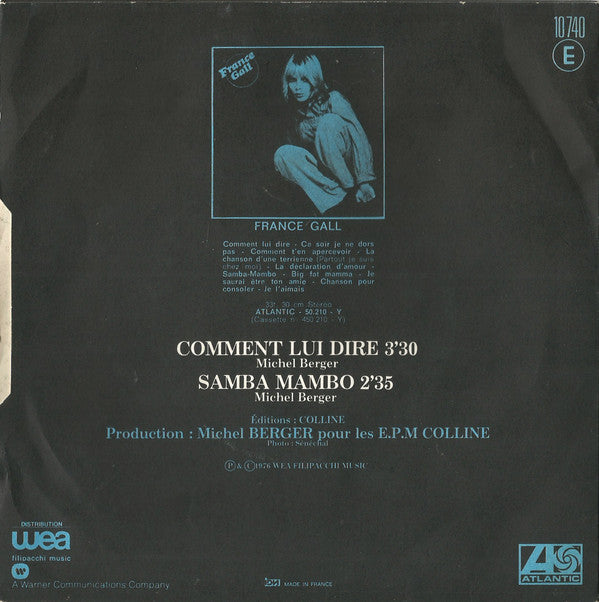 10 740
E
France
Gall
FRANCE GALL
Comment lui dire - Ce soir je ne dors
pas - Comment t'en apercevoir - La
chanson d'une terrienne (Partout je suis
chez moi) - La déclaration d'amour -
Samba-Mambo - Big fat mamma - Je
saurai être ton amie - Chanson pour
consoler - Je l'aimais
33t. 30 cm Stereo
ATLANTIC - 50.210 - Y
(Cassette n° 450 210 - Y)
COMMENT LUI DIRE 3'30
Michel Berger
SAMBA MAMBO 2'35
Michel Berger
Éditions : COLLINE
Production : Michel BERGER pour les E.P.M COLLINE
Photo : Sénéchal
Ⓟ & Ⓒ 1976 WEA FILIPACCHI MUSIC
DISTRIBUTION
wea
filipacchi music
A Warner Communications Company
MADE IN FRANCE
ATLANTIC